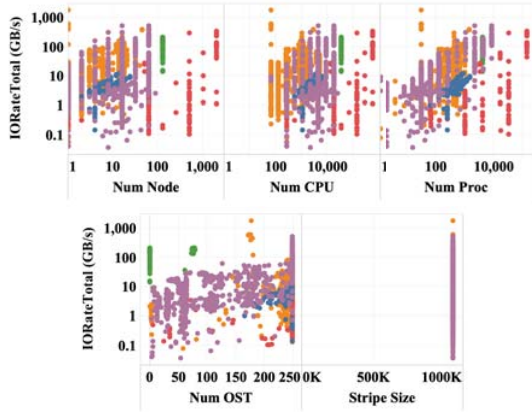 IORateTotal (GB/s)
1,000
100
10
1
0.1
1 10 100 1,000
1 100 10,000
1 100 10,000
Num Node Num CPU Num Proc
IORateTotal (GB/s)
1,000
100
10
1
0.1
0 50 100 150 200 250
0K 500K 1000K
Num OST Stripe Size